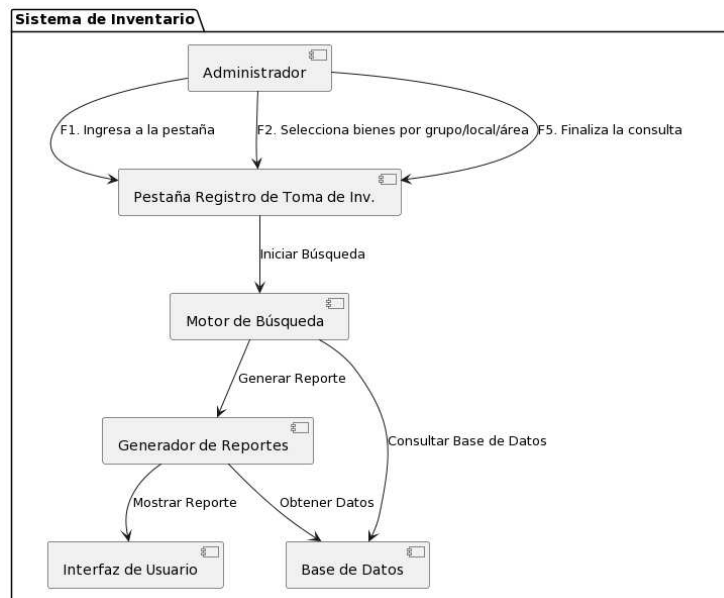 Sistema de Inventario
Administrador
F1. Ingresa a la pestaña
F2. Selecciona bienes por grupo/local/área
F5. Finaliza la consulta
Pestaña Registro de Toma de Inv.
Iniciar Búsqueda
Motor de Búsqueda
Generar Reporte
Generador de Reportes
Consultar Base de Datos
Mostrar Reporte
Obtener Datos
Interfaz de Usuario
Base de Datos